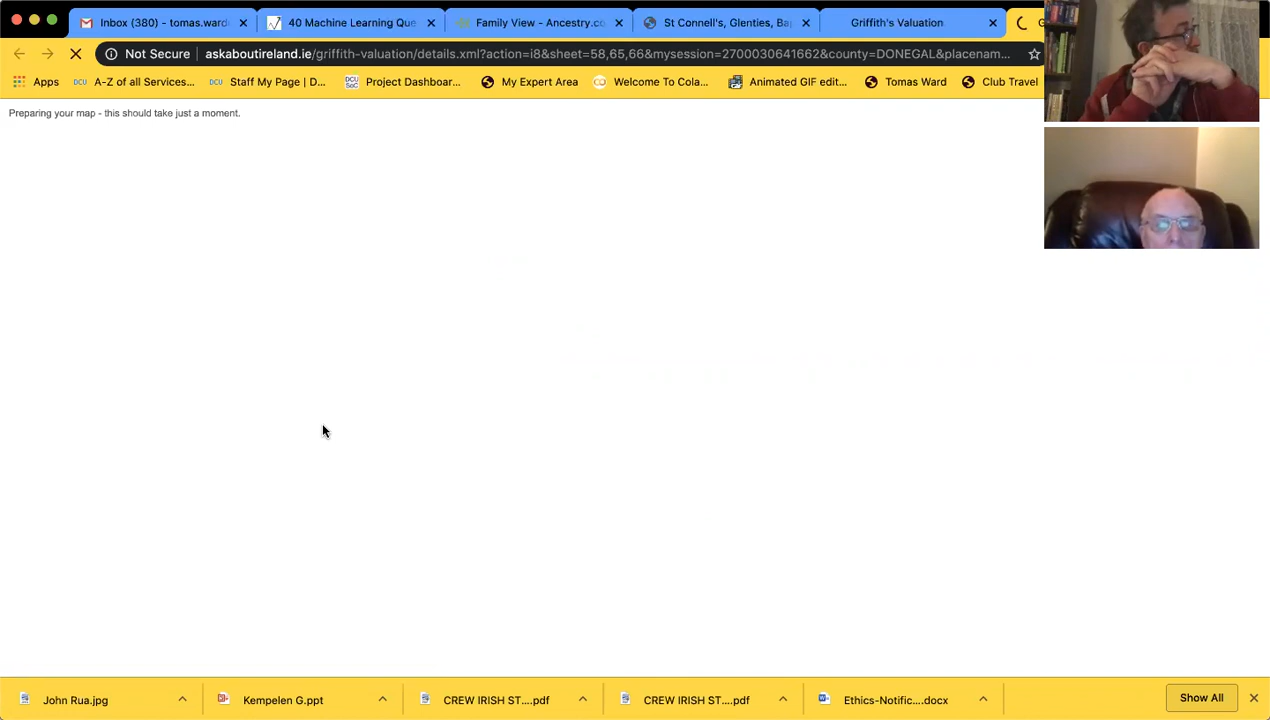 Inbox (380) - tomas.ward
40 Machine Learning Que
Family View - Ancestry.co
St Connell's, Glenties, Ba
Griffith's Valuation
Not Secure
askaboutireland.ie/griffith-valuation/details.xml?action=i8&sheet=58,65,66&mysession=2700030641662&county=DONEGAL&placenam...
Apps
DCU A-Z of all Services...
DCU Staff My Page | D...
Project Dashboar...
My Expert Area
Welcome To Cola...
Animated GIF edit...
Tomas Ward
Club Travel
Preparing your map - this should take just a moment.
John Rua.jpg
Kempelen G.ppt
CREW IRISH ST....pdf
CREW IRISH ST....pdf
Ethics-Notific....docx
Show All